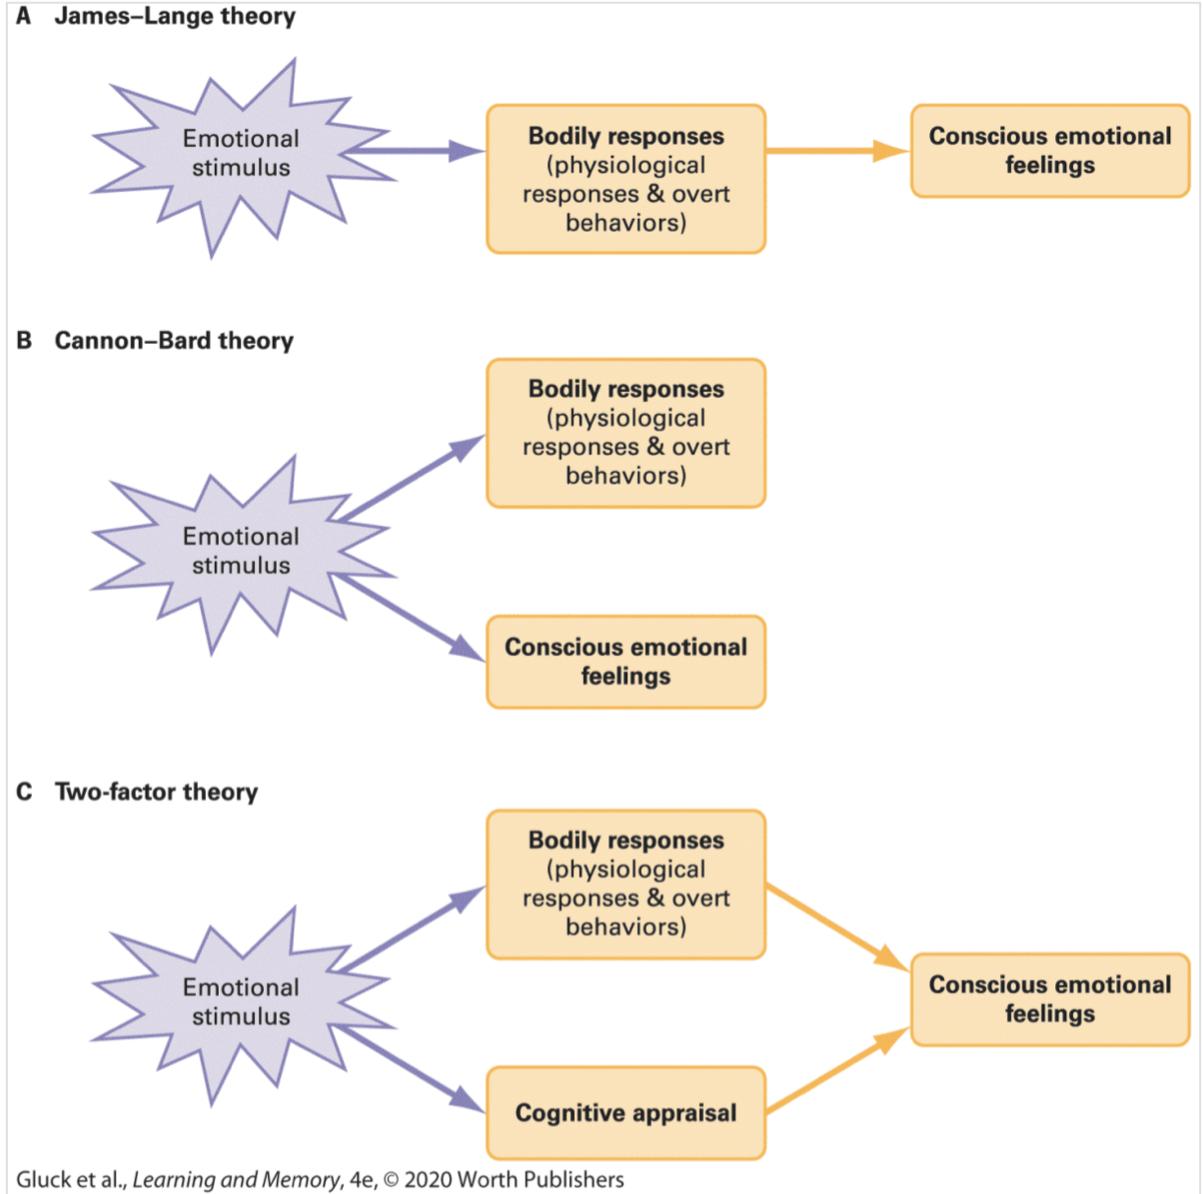 A James–Lange theory
Emotional
stimulus
Bodily responses
(physiological
responses & overt
behaviors)
Conscious emotional
feelings
B Cannon–Bard theory
Emotional
stimulus
Bodily responses
(physiological
responses & overt
behaviors)
Conscious emotional
feelings
C Two-factor theory
Emotional
stimulus
Bodily responses
(physiological
responses & overt
behaviors)
Cognitive appraisal
Conscious emotional
feelings
Gluck et al., Learning and Memory, 4e, © 2020 Worth Publishers